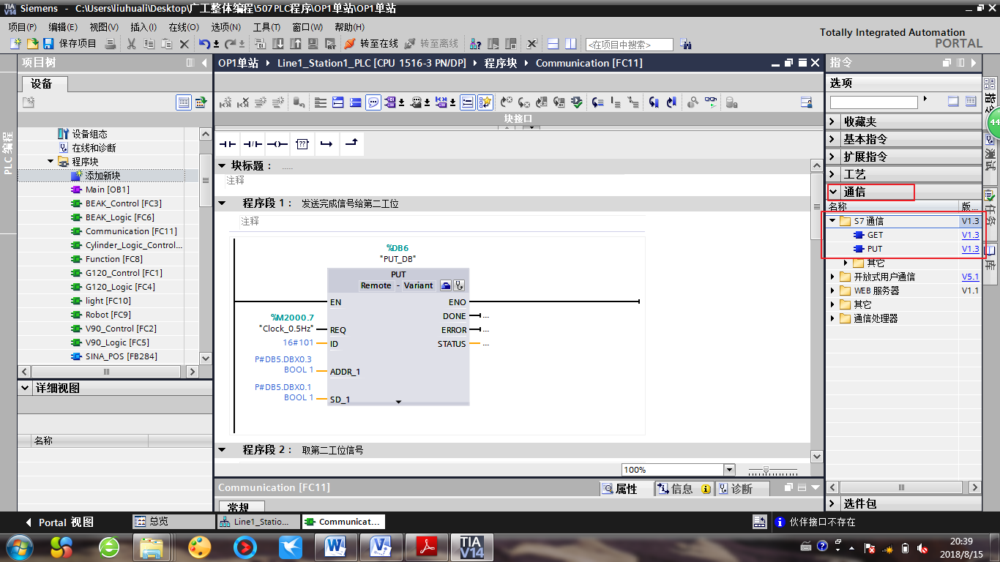 TIA V14 Siemens - C:\Users\liuhuali\Desktop\广工整体编程\507PLC程序\OP1单站\OP1单站
项目(P) 编辑(E) 视图(V) 插入(I) 在线(O) 选项(N) 工具(T) 窗口(W) 帮助(H)
Totally Integrated Automation
PORTAL
保存项目 转至在线 转至离线 <在项目中搜索>
项目树
设备
PLC 编程
设备组态
在线和诊断
程序块
添加新块
Main [OB1]
BEAK_Control [FC3]
BEAK_Logic [FC6]
Communication [FC11]
Cylinder_Logic_Control...
Function [FC8]
G120_Control [FC1]
G120_Logic [FC4]
light [FC10]
Robot [FC9]
V90_Control [FC2]
V90_Logic [FC5]
SINA_POS [FB284]
详细视图
名称
OP1单站 Line1_Station1_PLC [CPU 1516-3 PN/DP] 程序块 Communication [FC11]
块接口
??
块标题: .....
注释
程序段 1: 发送完成信号给第二工位
注释
%DB6
"PUT_DB"
PUT
Remote - Variant
EN ENO
DONE ...
%M2000.7
"Clock_0.5Hz" REQ ERROR ...
16#101 ID STATUS ...
P#DB5.DBX0.3
BOOL 1 ADDR_1
P#DB5.DBX0.1
BOOL 1 SD_1
程序段 2: 取第二工位信号
100%
Communication [FC11]
属性 信息 诊断
常规
指令
选项
收藏夹
基本指令
扩展指令
工艺
通信
名称 版...
S7 通信 V1.3
GET V1.3
PUT V1.3
其它
开放式用户通信 V5.1
WEB 服务器 V1.1
其它
通信处理器
选件包
44
测试
任务
库
Portal 视图 总览 Line1_Statio... Communicat... 伙伴接口不存在
TIA V14
20:39
2018/8/15